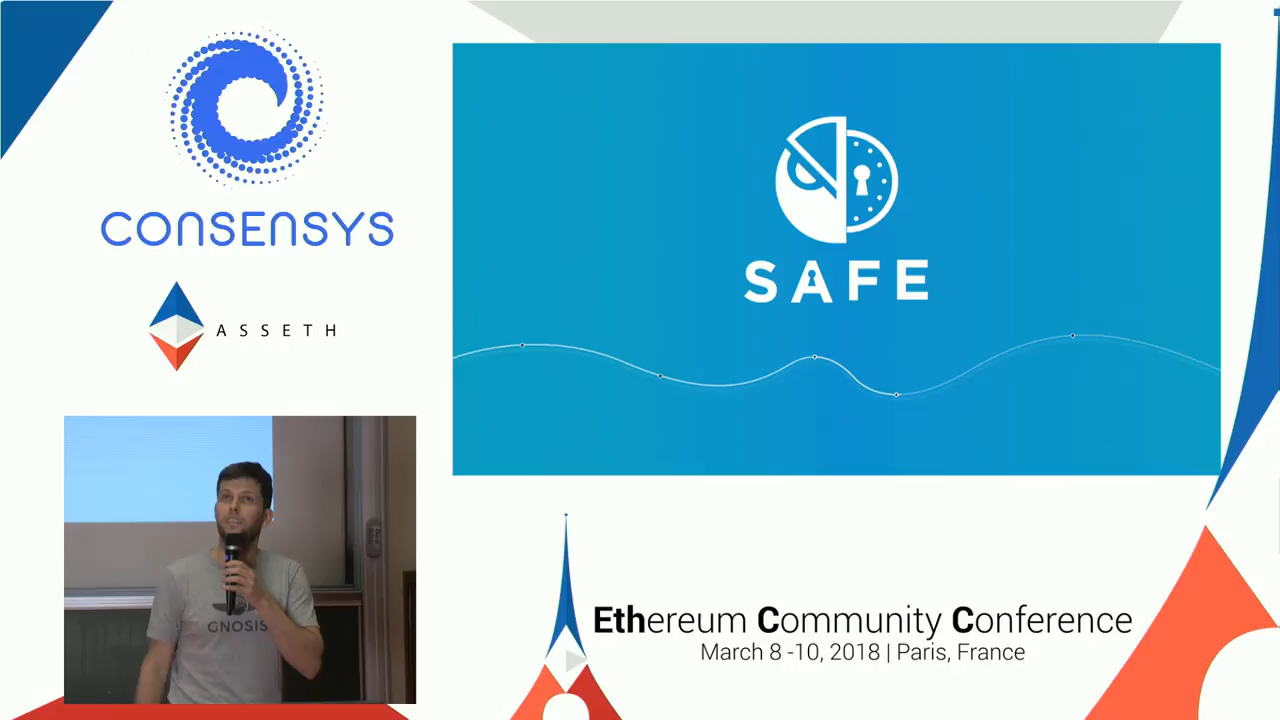 CONSENSYS
ASSETH
SAFE
GNOSIS
Ethereum Community Conference
March 8 -10, 2018 | Paris, France